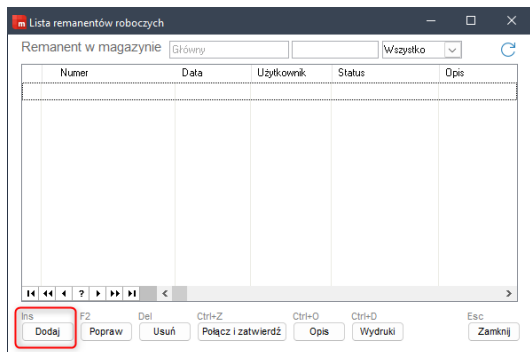 m Lista remanentów roboczych
Remanent w magazynie Główny Wszystko
Numer Data Użytkownik Status Opis
?
Ins F2 Del Ctrl+Z Ctrl+O Ctrl+D Esc
Dodaj Popraw Usuń Połącz i zatwierdź Opis Wydruki Zamknij